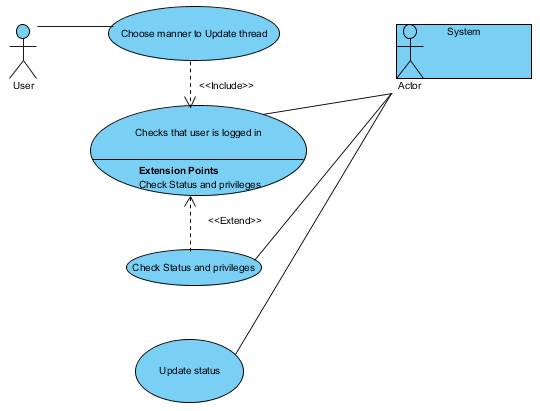 Choose manner to Update thread
System
User
<<Include>>
Actor
Checks that user is logged in
Extension Points
Check Status and privileges
<<Extend>>
Check Status and privileges
Update status